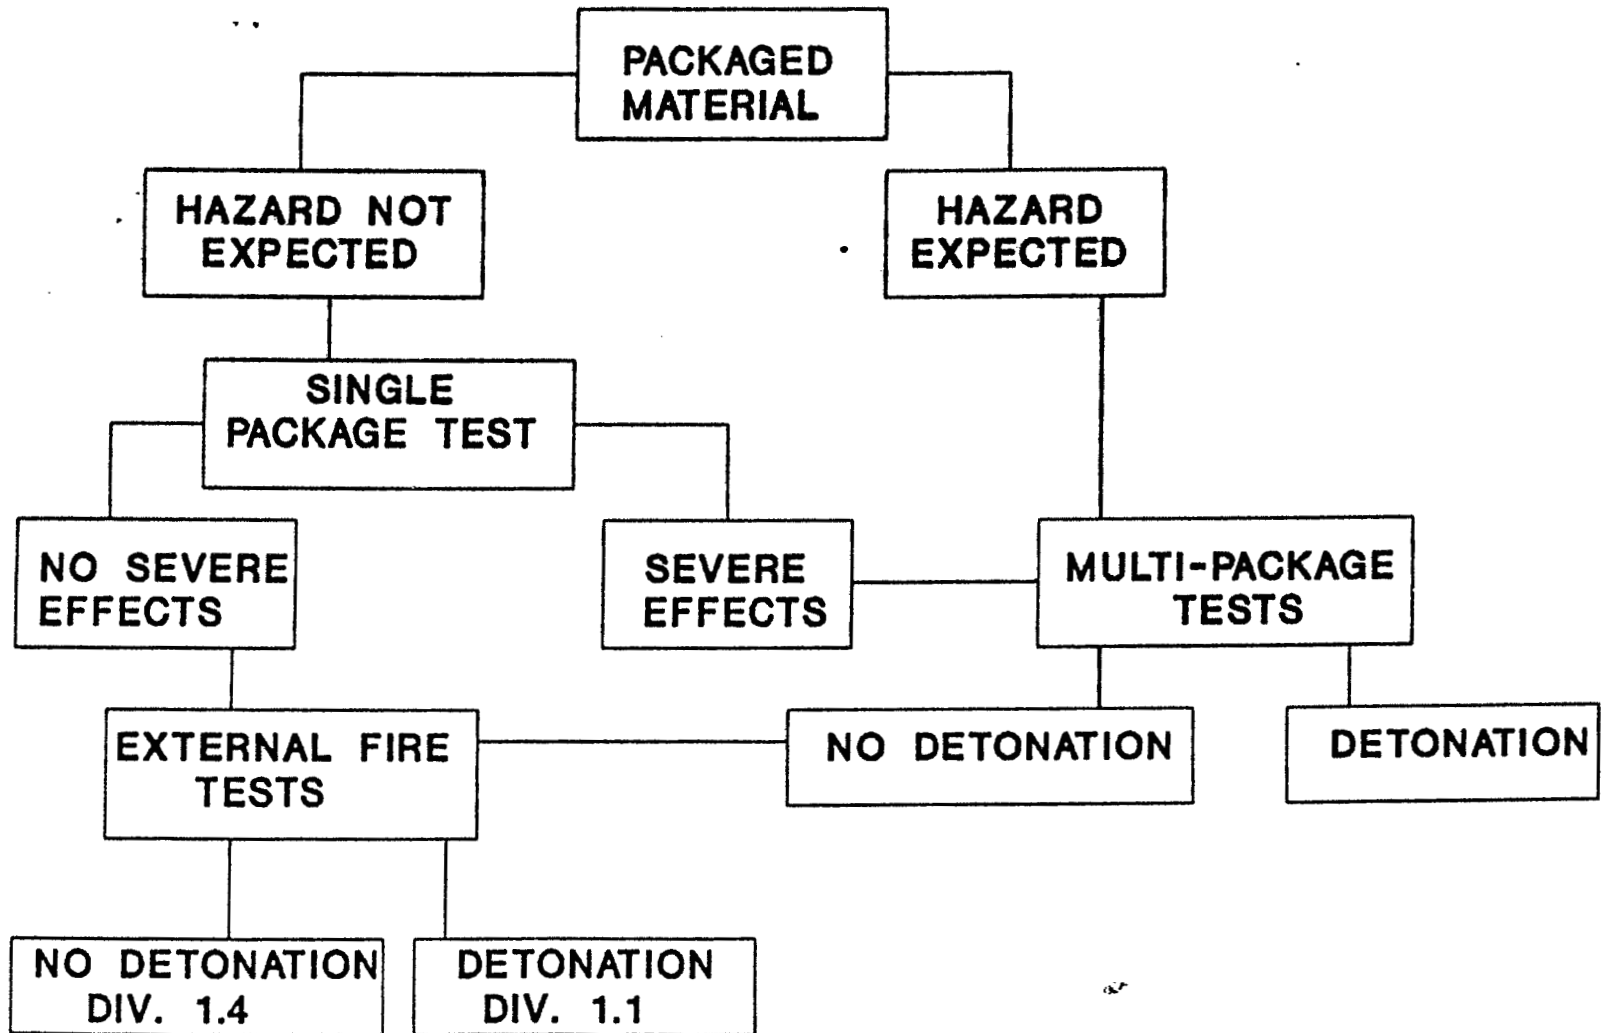 PACKAGED
MATERIAL
HAZARD NOT
EXPECTED
HAZARD
EXPECTED
SINGLE
PACKAGE TEST
NO SEVERE
EFFECTS
SEVERE
EFFECTS
MULTI-PACKAGE
TESTS
EXTERNAL FIRE
TESTS
NO DETONATION
DETONATION
NO DETONATION
DIV. 1.4
DETONATION
DIV. 1.1